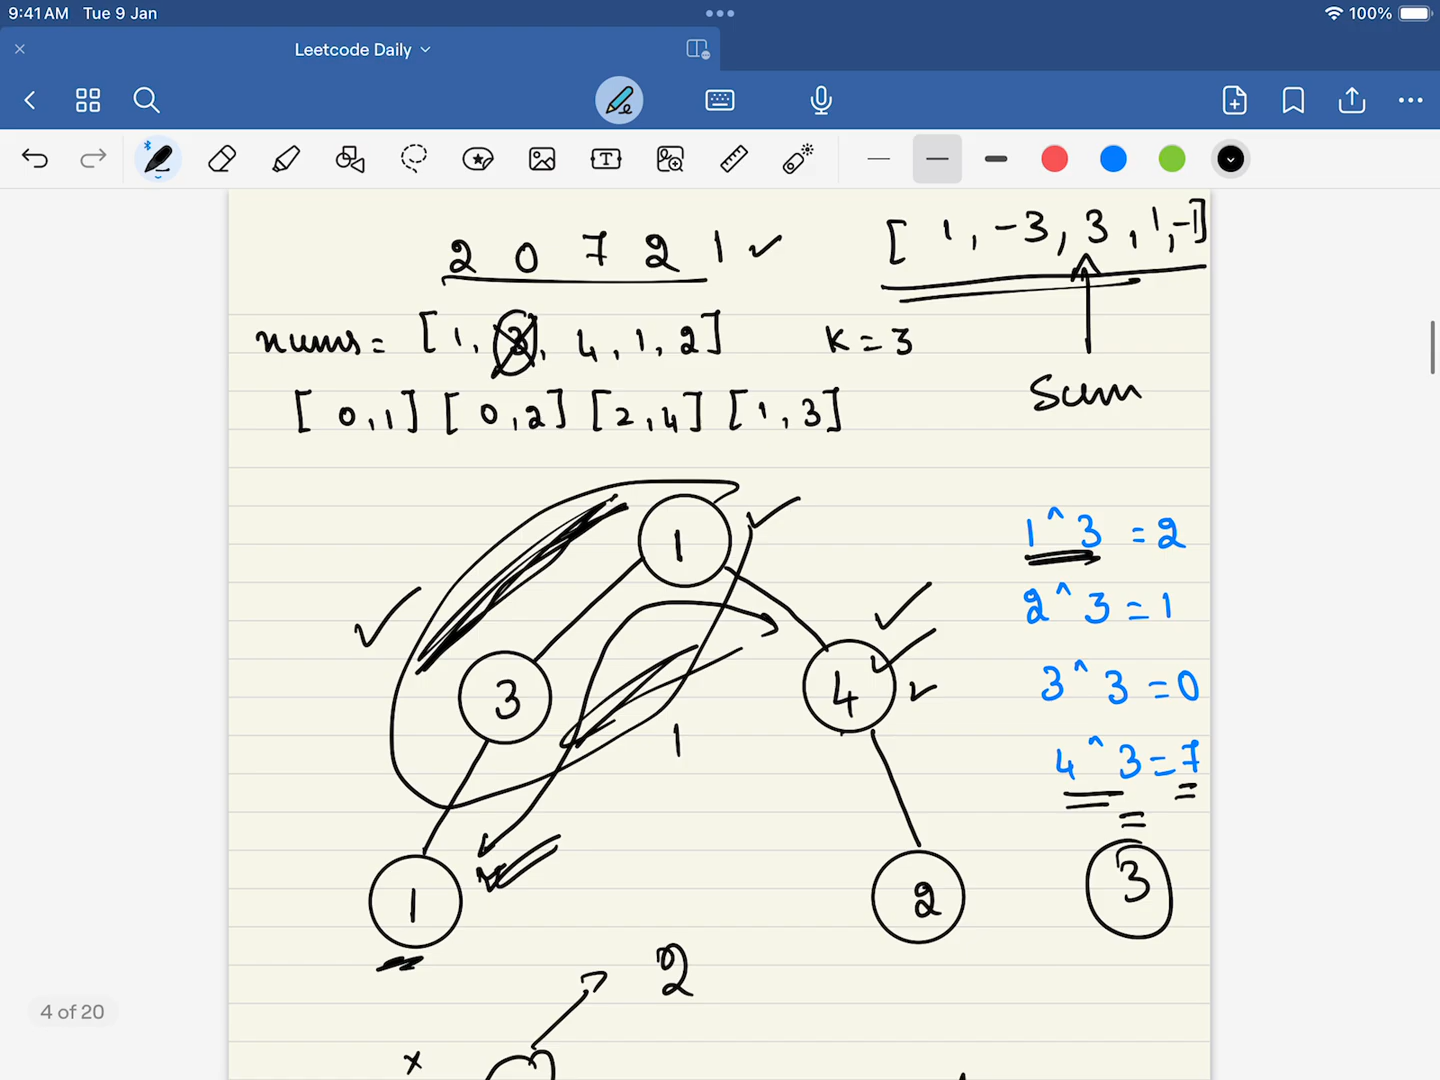 9:41 AM Tue 9 Jan
100%
Leetcode Daily
2 0 7 2 1
[ 1, -3, 3, 1, -1]
nums = [ 1, 3, 4, 1, 2 ] K = 3
[ 0, 1 ] [ 0, 2 ] [ 2, 4 ] [ 1, 3 ]
Sum
1
1 ^ 3 = 2
2 ^ 3 = 1
3
4
3 ^ 3 = 0
1
4 ^ 3 = 7
=
3
1
2
2
4 of 20
x